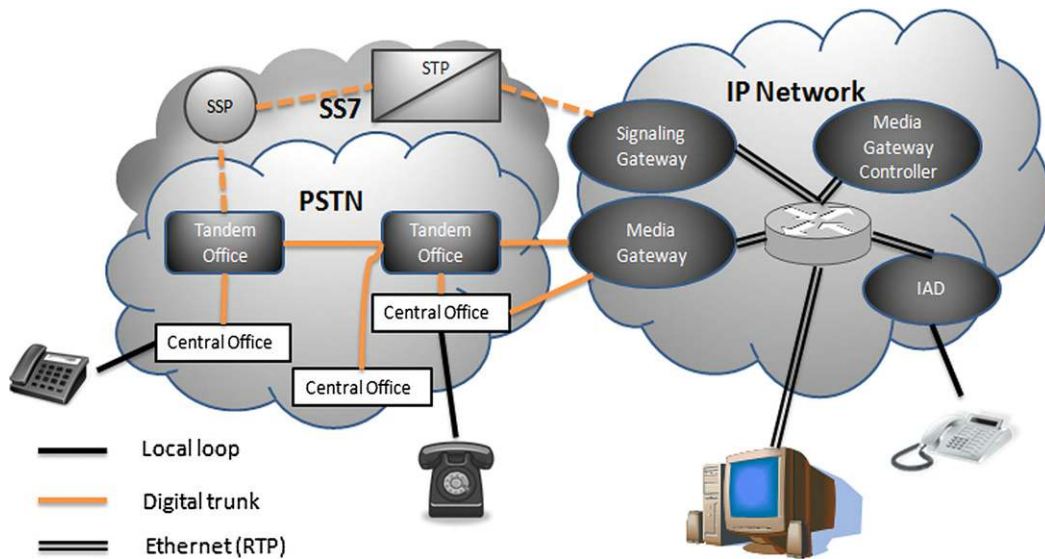 STP
SSP
SS7
IP Network
Signaling
Gateway
Media
Gateway
Controller
PSTN
Tandem
Office
Tandem
Office
Media
Gateway
IAD
Central Office
Central Office
Central Office
Local loop
Digital trunk
Ethernet (RTP)